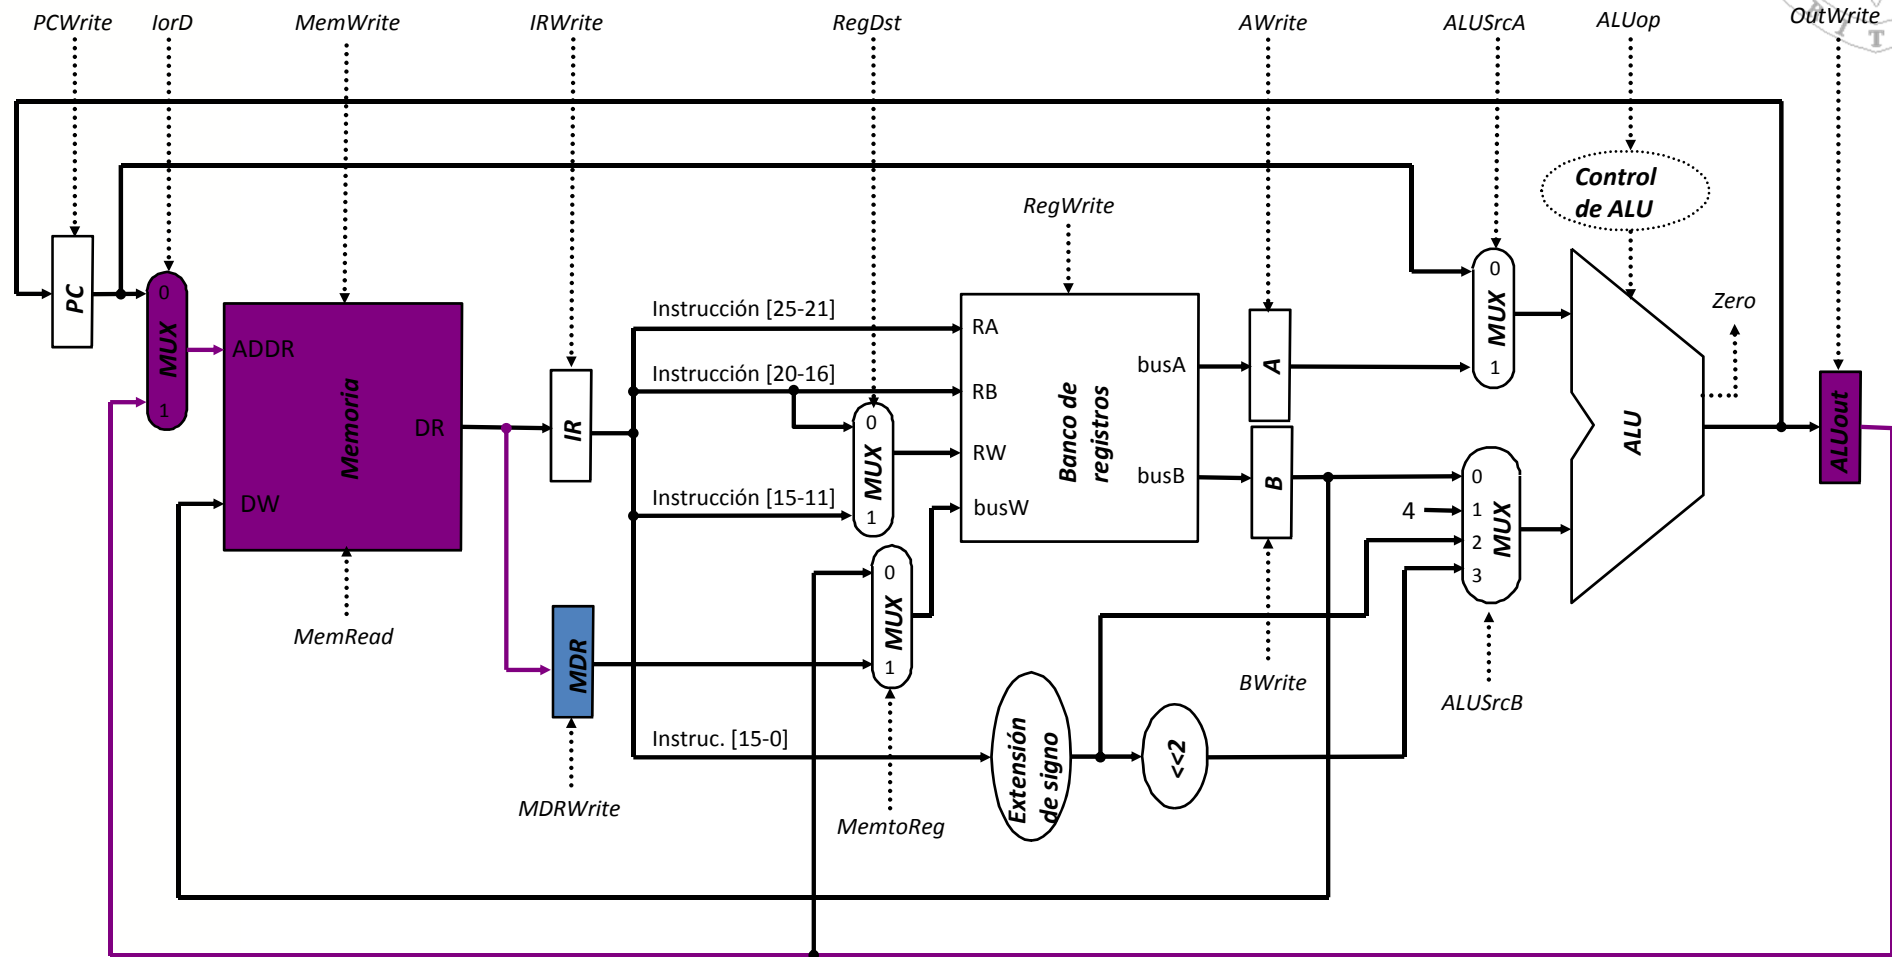 PCWrite
IorD
MemWrite
IRWrite
RegDst
AWrite
ALUSrcA
ALUop
OutWrite
I T
Control
de ALU
RegWrite
PC
0
MUX
1
ADDR
Memoria
DR
DW
MemRead
IR
MDR
MDRWrite
Instrucción [25-21]
Instrucción [20-16]
Instrucción [15-11]
Instruc. [15-0]
0
MUX
1
0
MUX
1
MemtoReg
RA
RB
RW
busW
Banco de
registros
busA
busB
A
B
BWrite
Extensión
de signo
<<2
0
MUX
1
4
0
1
2
3
MUX
ALUSrcB
ALU
Zero
ALUout